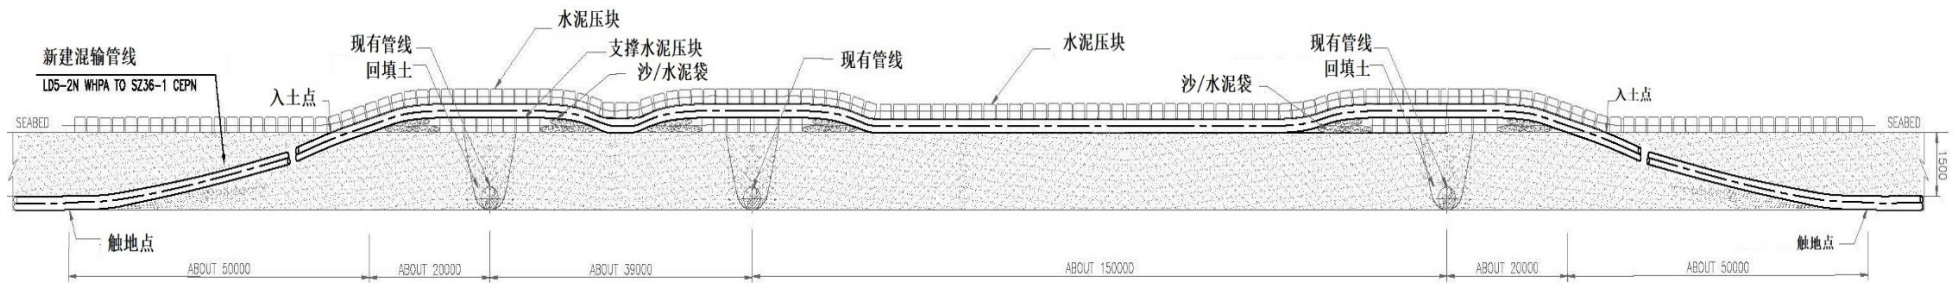 水泥压块
现有管线
支撑水泥压块
新建混输管线
回填土
沙/水泥袋
现有管线
水泥压块
现有管线
LD5-2N WHPA TO SZ36-1 CEPN
入土点
沙/水泥袋
回填土
入土点
SEABED
SEABED
1500
触地点
触地点
ABOUT 50000
ABOUT 20000
ABOUT 39000
ABOUT 150000
ABOUT 20000
ABOUT 50000